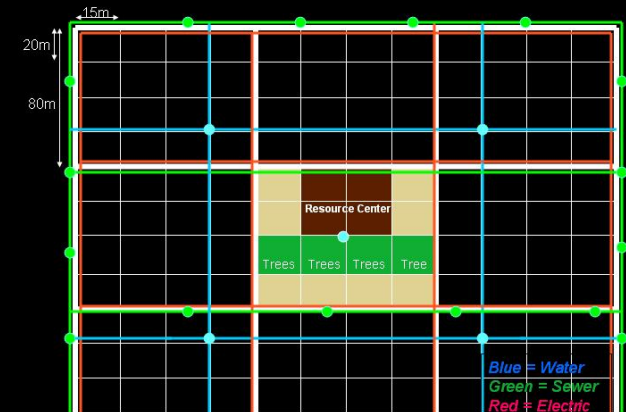 15m
20m
80m
Resource Center
Trees Trees Trees Tree
Blue = Water
Green = Sewer
Red = Electric